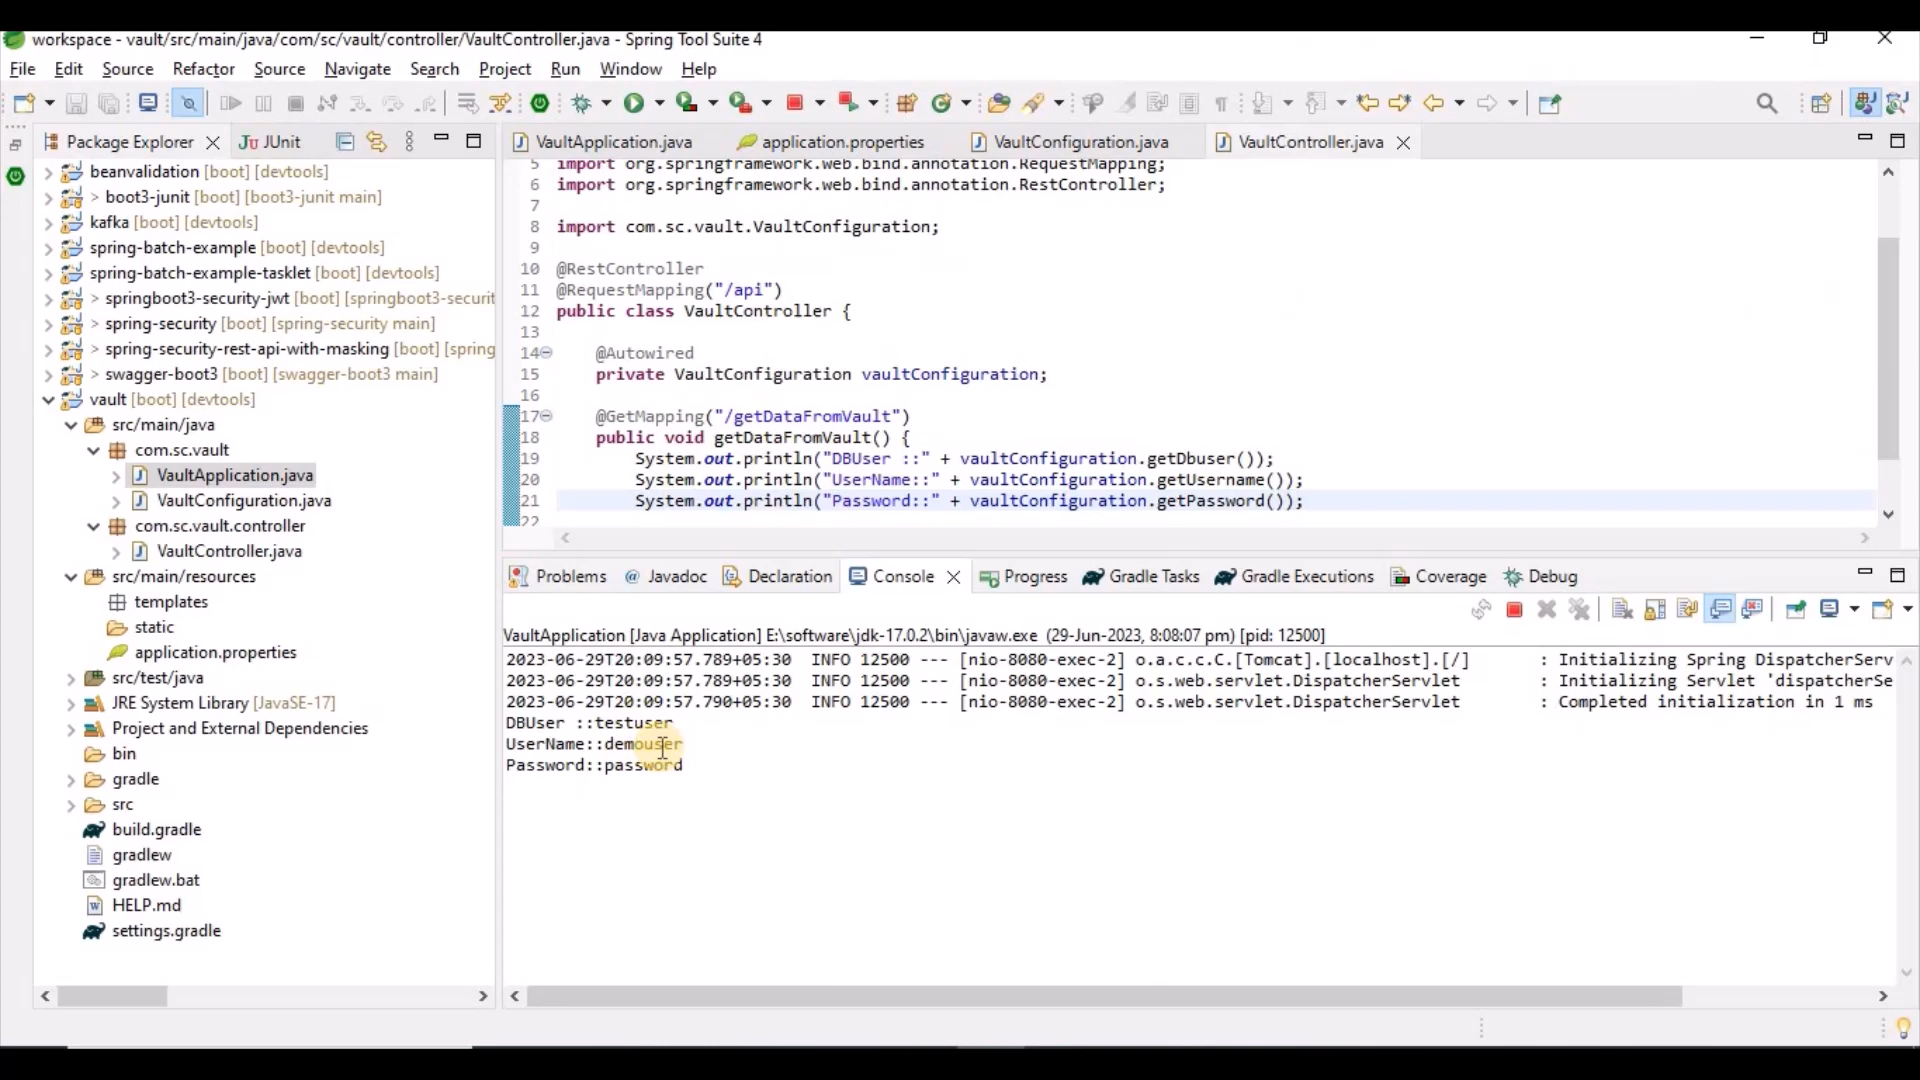 workspace - vault/src/main/java/com/sc/vault/controller/VaultController.java - Spring Tool Suite 4
File Edit Source Refactor Source Navigate Search Project Run Window Help
Package Explorer JUnit
beanvalidation [boot] [devtools]
> boot3-junit [boot] [boot3-junit main]
kafka [boot] [devtools]
spring-batch-example [boot] [devtools]
spring-batch-example-tasklet [boot] [devtools]
> springboot3-security-jwt [boot] [springboot3-securit
> spring-security [boot] [spring-security main]
> spring-security-rest-api-with-masking [boot] [spring
> swagger-boot3 [boot] [swagger-boot3 main]
vault [boot] [devtools]
src/main/java
com.sc.vault
VaultApplication.java
VaultConfiguration.java
com.sc.vault.controller
VaultController.java
src/main/resources
templates
static
application.properties
src/test/java
JRE System Library [JavaSE-17]
Project and External Dependencies
bin
gradle
src
build.gradle
gradlew
gradlew.bat
HELP.md
settings.gradle
VaultApplication.java application.properties VaultConfiguration.java VaultController.java
5 import org.springframework.web.bind.annotation.RequestMapping;
6 import org.springframework.web.bind.annotation.RestController;
7
8 import com.sc.vault.VaultConfiguration;
9
10 @RestController
11 @RequestMapping("/api")
12 public class VaultController {
13
14 @Autowired
15 private VaultConfiguration vaultConfiguration;
16
17 @GetMapping("/getDataFromVault")
18 public void getDataFromVault() {
19 System.out.println("DBUser ::" + vaultConfiguration.getDbuser());
20 System.out.println("UserName::" + vaultConfiguration.getUsername());
21 System.out.println("Password::" + vaultConfiguration.getPassword());
22
Problems Javadoc Declaration Console Progress Gradle Tasks Gradle Executions Coverage Debug
VaultApplication [Java Application] E:\software\jdk-17.0.2\bin\javaw.exe (29-Jun-2023, 8:08:07 pm) [pid: 12500]
2023-06-29T20:09:57.789+05:30 INFO 12500 --- [nio-8080-exec-2] o.a.c.c.C.[Tomcat].[localhost].[/] : Initializing Spring DispatcherServ
2023-06-29T20:09:57.789+05:30 INFO 12500 --- [nio-8080-exec-2] o.s.web.servlet.DispatcherServlet : Initializing Servlet 'dispatcherSe
2023-06-29T20:09:57.790+05:30 INFO 12500 --- [nio-8080-exec-2] o.s.web.servlet.DispatcherServlet : Completed initialization in 1 ms
DBUser ::testuser
UserName::demouser
Password::password